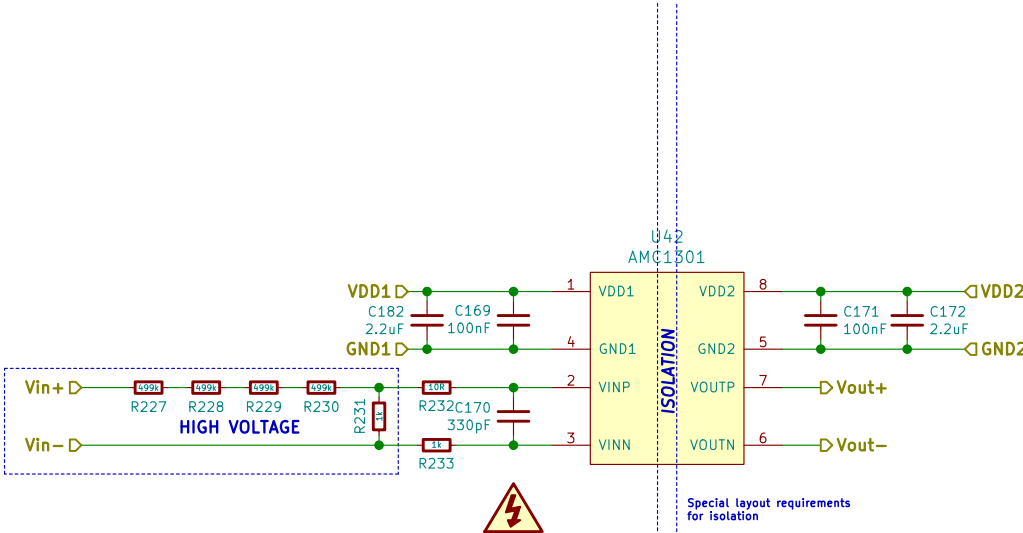 U42
AMC1301
VDD1
1
VDD1
VDD2
8
VDD2
C182
2.2uF
C169
100nF
C171
100nF
C172
2.2uF
GND1
4
GND1
GND2
5
GND2
ISOLATION
Vin+
499k
499k
499k
499k
10R
2
VINP
VOUTP
7
Vout+
R227
R228
R229
R230
R231
1k
R232
C170
330pF
HIGH VOLTAGE
Vin-
1k
3
VINN
VOUTN
6
Vout-
R233
Special layout requirements
for isolation